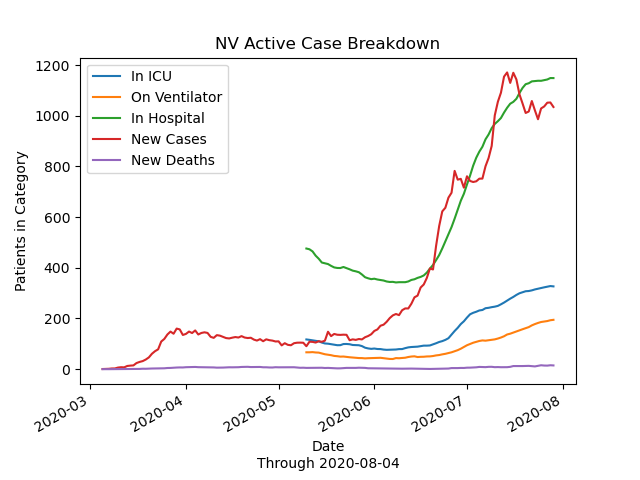 NV Active Case Breakdown
In ICU
On Ventilator
In Hospital
New Cases
New Deaths
Patients in Category
1200
1000
800
600
400
200
0
2020-03
2020-04
2020-05
2020-06
2020-07
2020-08
Date
Through 2020-08-04